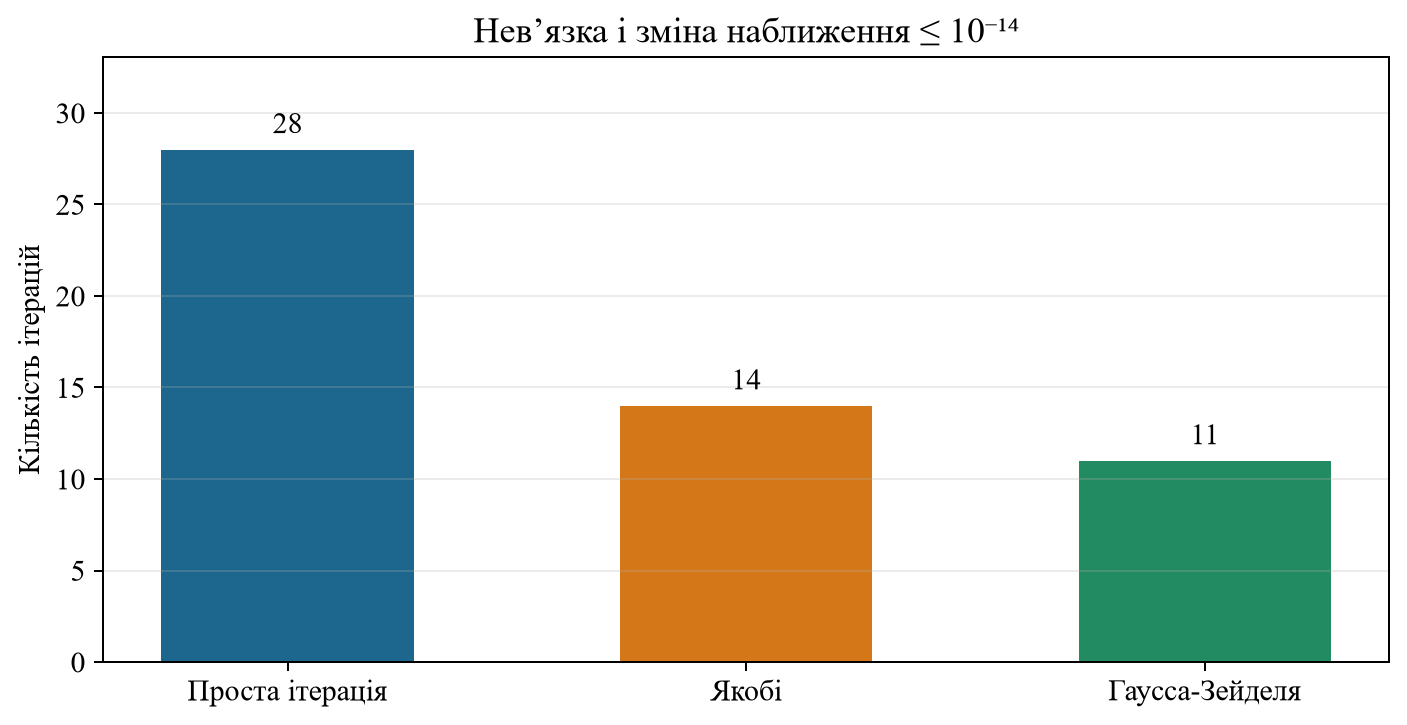 Нев’язка і зміна наближення ≤ 10⁻¹⁴
Кількість ітерацій
30
25
20
15
10
5
0
28
14
11
Проста ітерація
Якобі
Гаусса-Зейделя